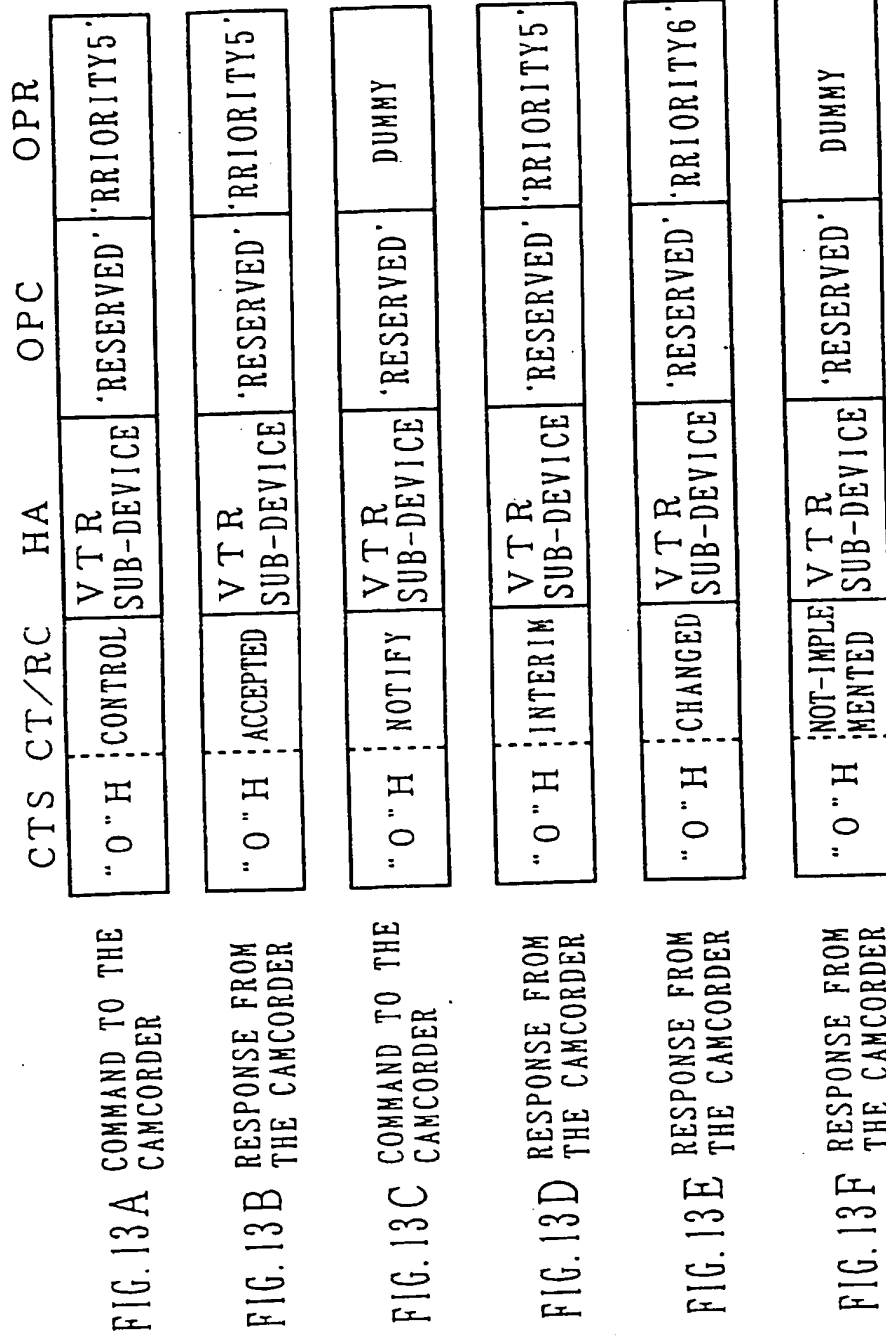 CTS CT/RC HA OPC OPR
FIG. 13A COMMAND TO THE
CAMCORDER
"0"H CONTROL VTR
SUB-DEVICE 'RESERVED' 'RRIORITY5'
FIG. 13B RESPONSE FROM
THE CAMCORDER
"0"H ACCEPTED VTR
SUB-DEVICE 'RESERVED' 'RRIORITY5'
FIG. 13C COMMAND TO THE
CAMCORDER
"0"H NOTIFY VTR
SUB-DEVICE 'RESERVED' DUMMY
FIG. 13D RESPONSE FROM
THE CAMCORDER
"0"H INTERIM VTR
SUB-DEVICE 'RESERVED' 'RRIORITY5'
FIG. 13E RESPONSE FROM
THE CAMCORDER
"0"H CHANGED VTR
SUB-DEVICE 'RESERVED' 'RRIORITY6'
FIG. 13F RESPONSE FROM
THE CAMCORDER
"0"H NOT-IMPLE
MENTED VTR
SUB-DEVICE 'RESERVED' DUMMY